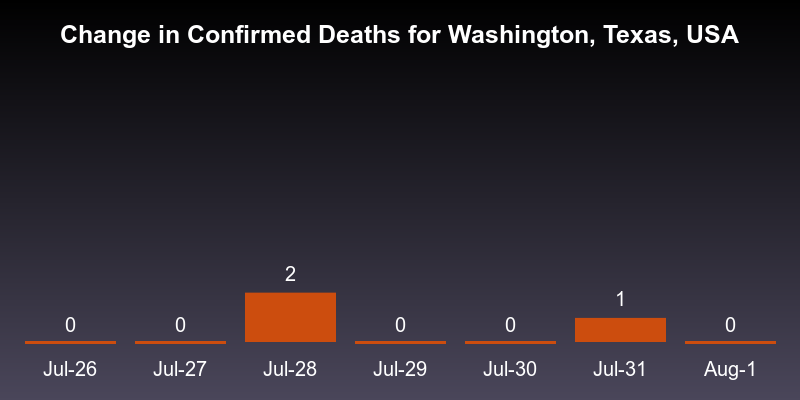 Change in Confirmed Deaths for Washington, Texas, USA
0 0 2 0 0 1 0
Jul-26 Jul-27 Jul-28 Jul-29 Jul-30 Jul-31 Aug-1